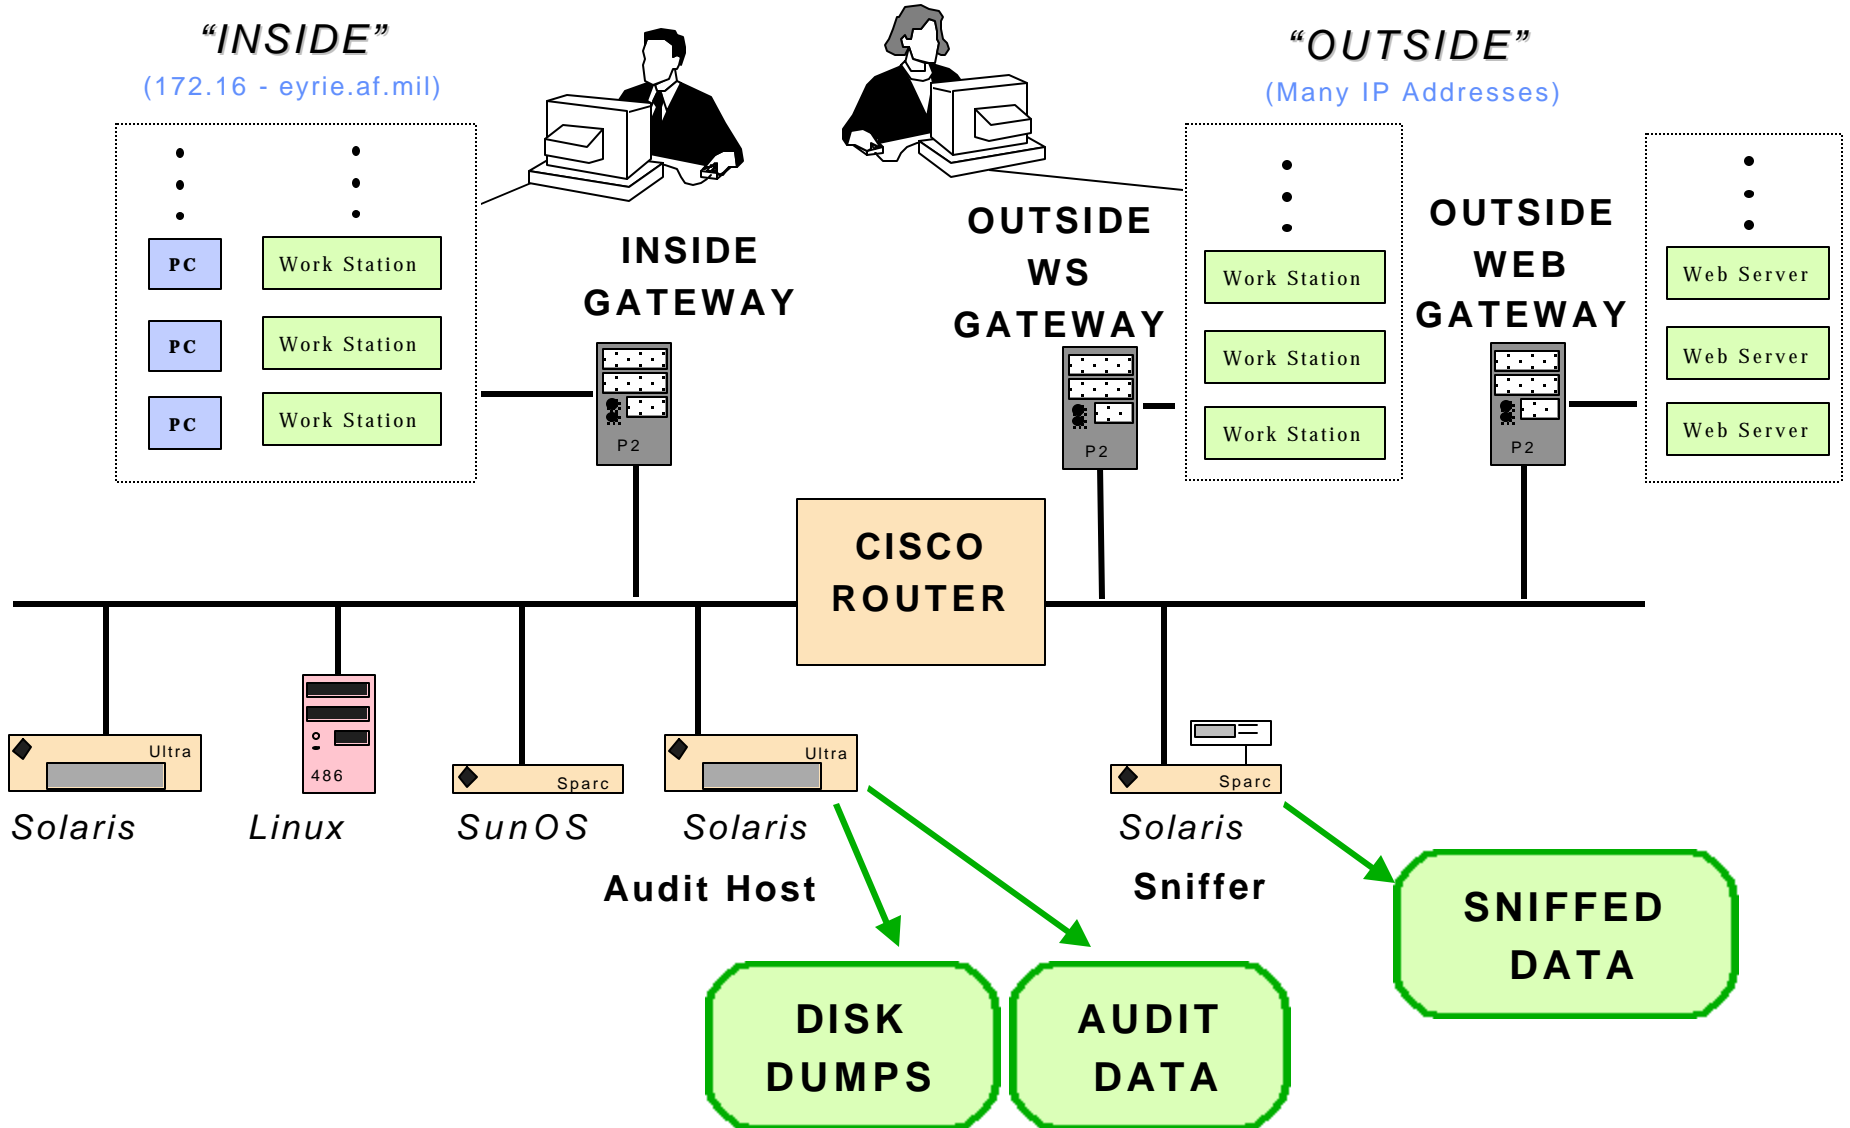 “INSIDE”
(172.16 - eyrie.af.mil)
“OUTSIDE”
(Many IP Addresses)
PC
Work Station
PC
Work Station
PC
Work Station
INSIDE
GATEWAY
P2
OUTSIDE
WS
GATEWAY
P2
Work Station
Work Station
Work Station
OUTSIDE
WEB
GATEWAY
P2
Web Server
Web Server
Web Server
CISCO
ROUTER
Ultra
Solaris
486
Linux
Sparc
SunOS
Ultra
Solaris
Audit Host
Sparc
Solaris
Sniffer
DISK
DUMPS
AUDIT
DATA
SNIFFED
DATA